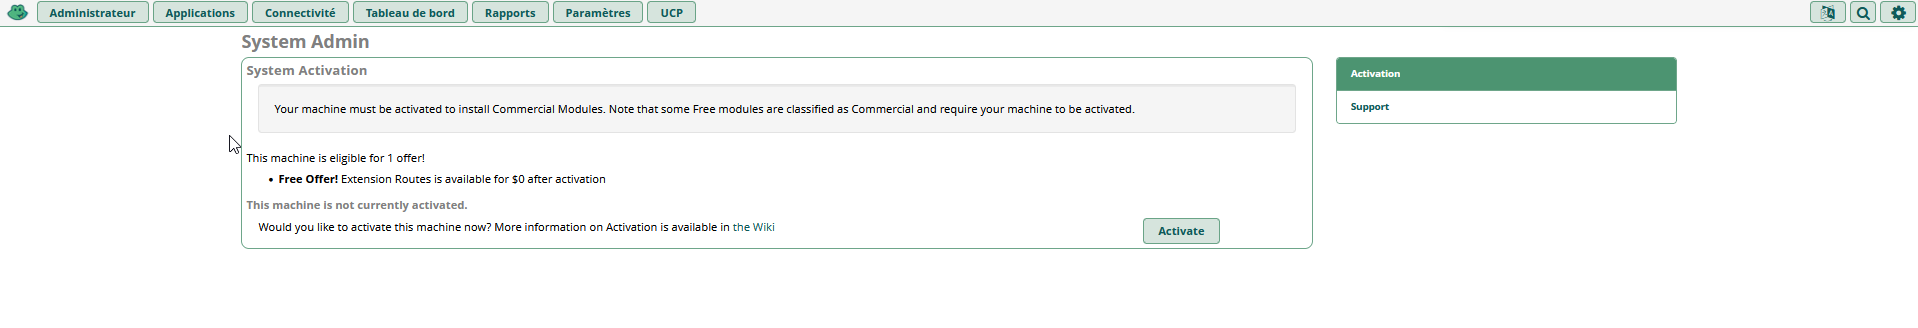 Administrateur Applications Connectivité Tableau de bord Rapports Paramètres UCP
System Admin
System Activation
Your machine must be activated to install Commercial Modules. Note that some Free modules are classified as Commercial and require your machine to be activated.
This machine is eligible for 1 offer!
• Free Offer! Extension Routes is available for $0 after activation
This machine is not currently activated.
Would you like to activate this machine now? More information on Activation is available in the Wiki
Activate
Activation
Support